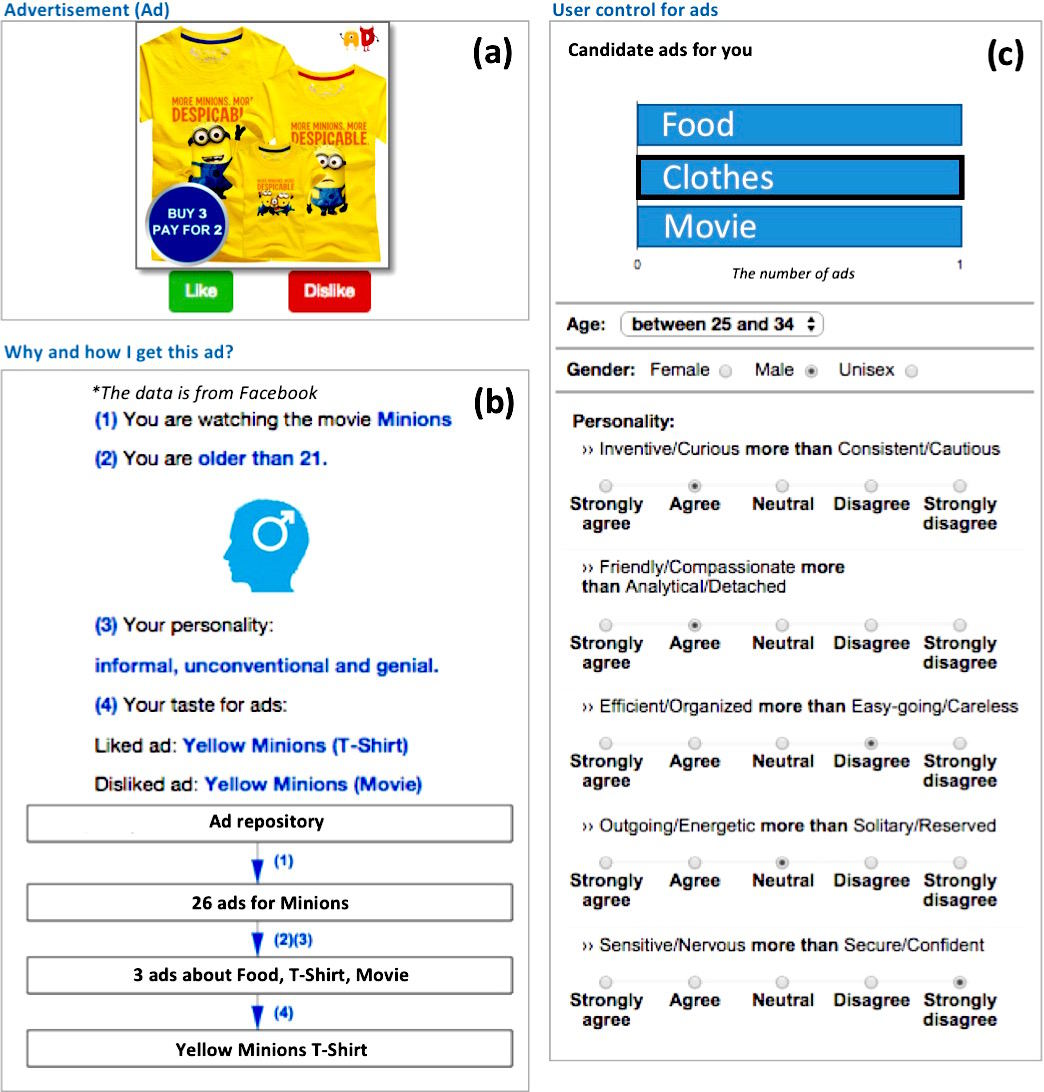 Advertisement (Ad)
(a)
AD
MORE MINIONS, MOR
DESPICABL
MORE MINIONS, MORE
DESPICABLE.
MORE MINIONS, MORE
DESPICABLE
BUY 3
PAY FOR 2
Like
Dislike
Why and how I get this ad?
(b)
*The data is from Facebook
(1) You are watching the movie Minions
(2) You are older than 21.
(3) Your personality:
informal, unconventional and genial.
(4) Your taste for ads:
Liked ad: Yellow Minions (T-Shirt)
Disliked ad: Yellow Minions (Movie)
Ad repository
(1)
26 ads for Minions
(2)(3)
3 ads about Food, T-Shirt, Movie
(4)
Yellow Minions T-Shirt
User control for ads
Candidate ads for you
(c)
Food
Clothes
Movie
0
1
The number of ads
Age: between 25 and 34
Gender: Female Male Unisex
Personality:
›› Inventive/Curious more than Consistent/Cautious
Strongly agree Agree Neutral Disagree Strongly disagree
›› Friendly/Compassionate more
than Analytical/Detached
Strongly agree Agree Neutral Disagree Strongly disagree
›› Efficient/Organized more than Easy-going/Careless
Strongly agree Agree Neutral Disagree Strongly disagree
›› Outgoing/Energetic more than Solitary/Reserved
Strongly agree Agree Neutral Disagree Strongly disagree
›› Sensitive/Nervous more than Secure/Confident
Strongly agree Agree Neutral Disagree Strongly disagree